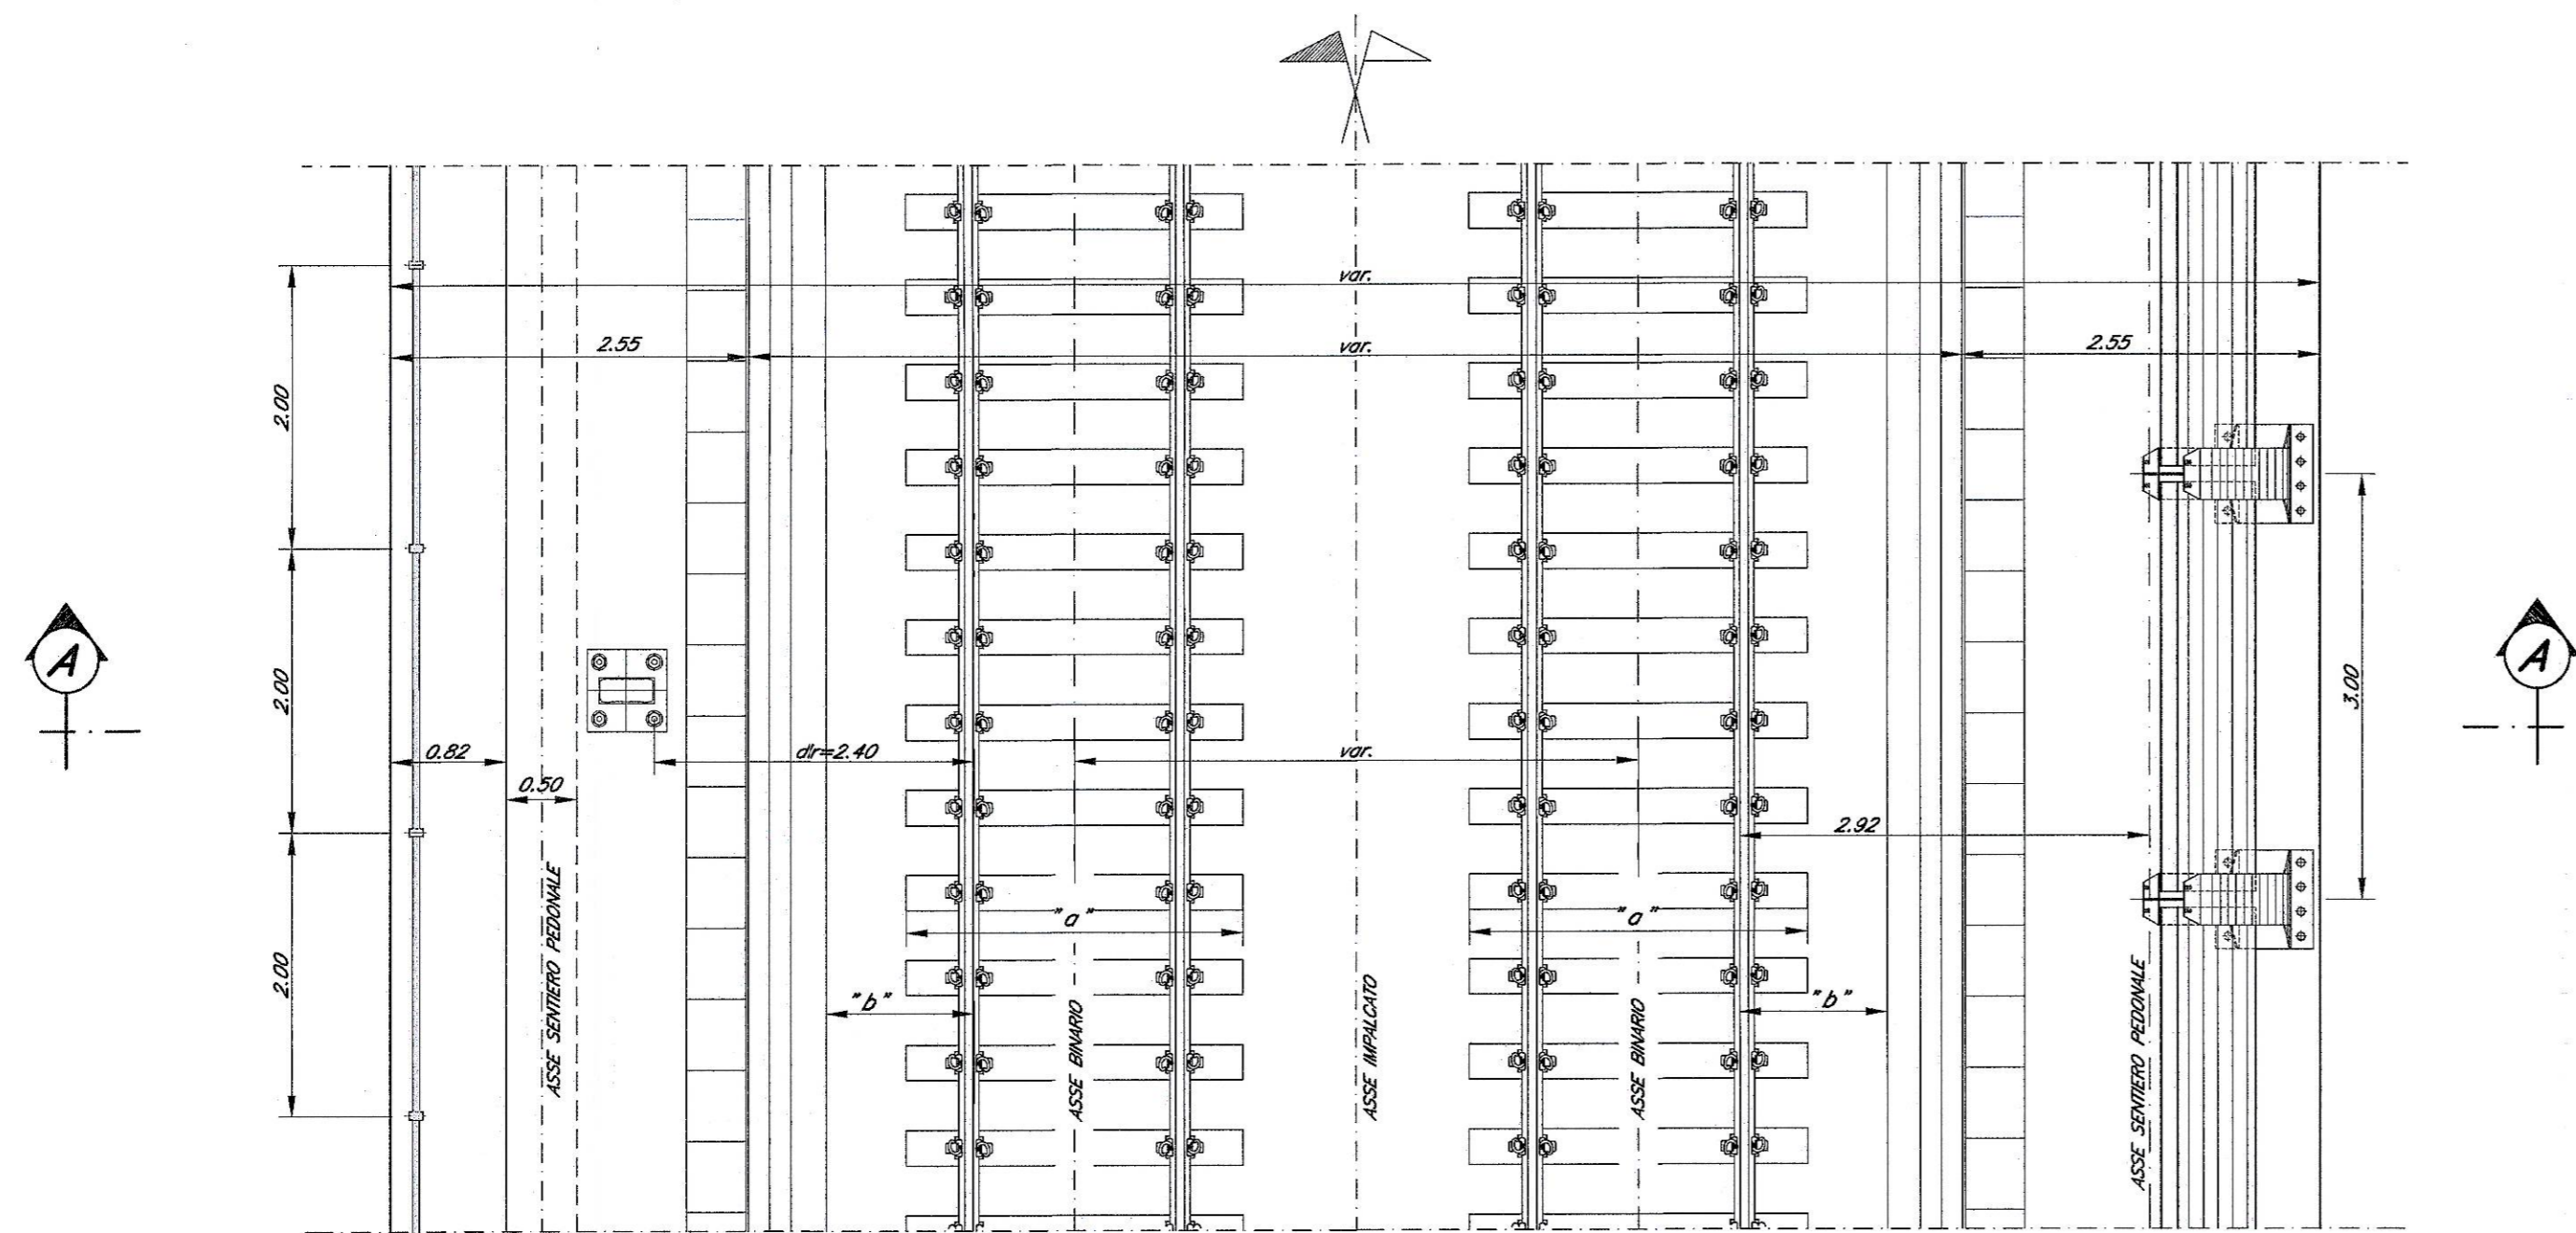 var.
2.55
var.
2.55
2.00
2.00
2.00
A
A
3.00
0.82
0.50
dlr=2.40
var.
2.92
"a"
"a"
"b"
"b"
ASSE SENTIERO PEDONALE
ASSE BINARIO
ASSE IMPALCATO
ASSE BINARIO
ASSE SENTIERO PEDONALE